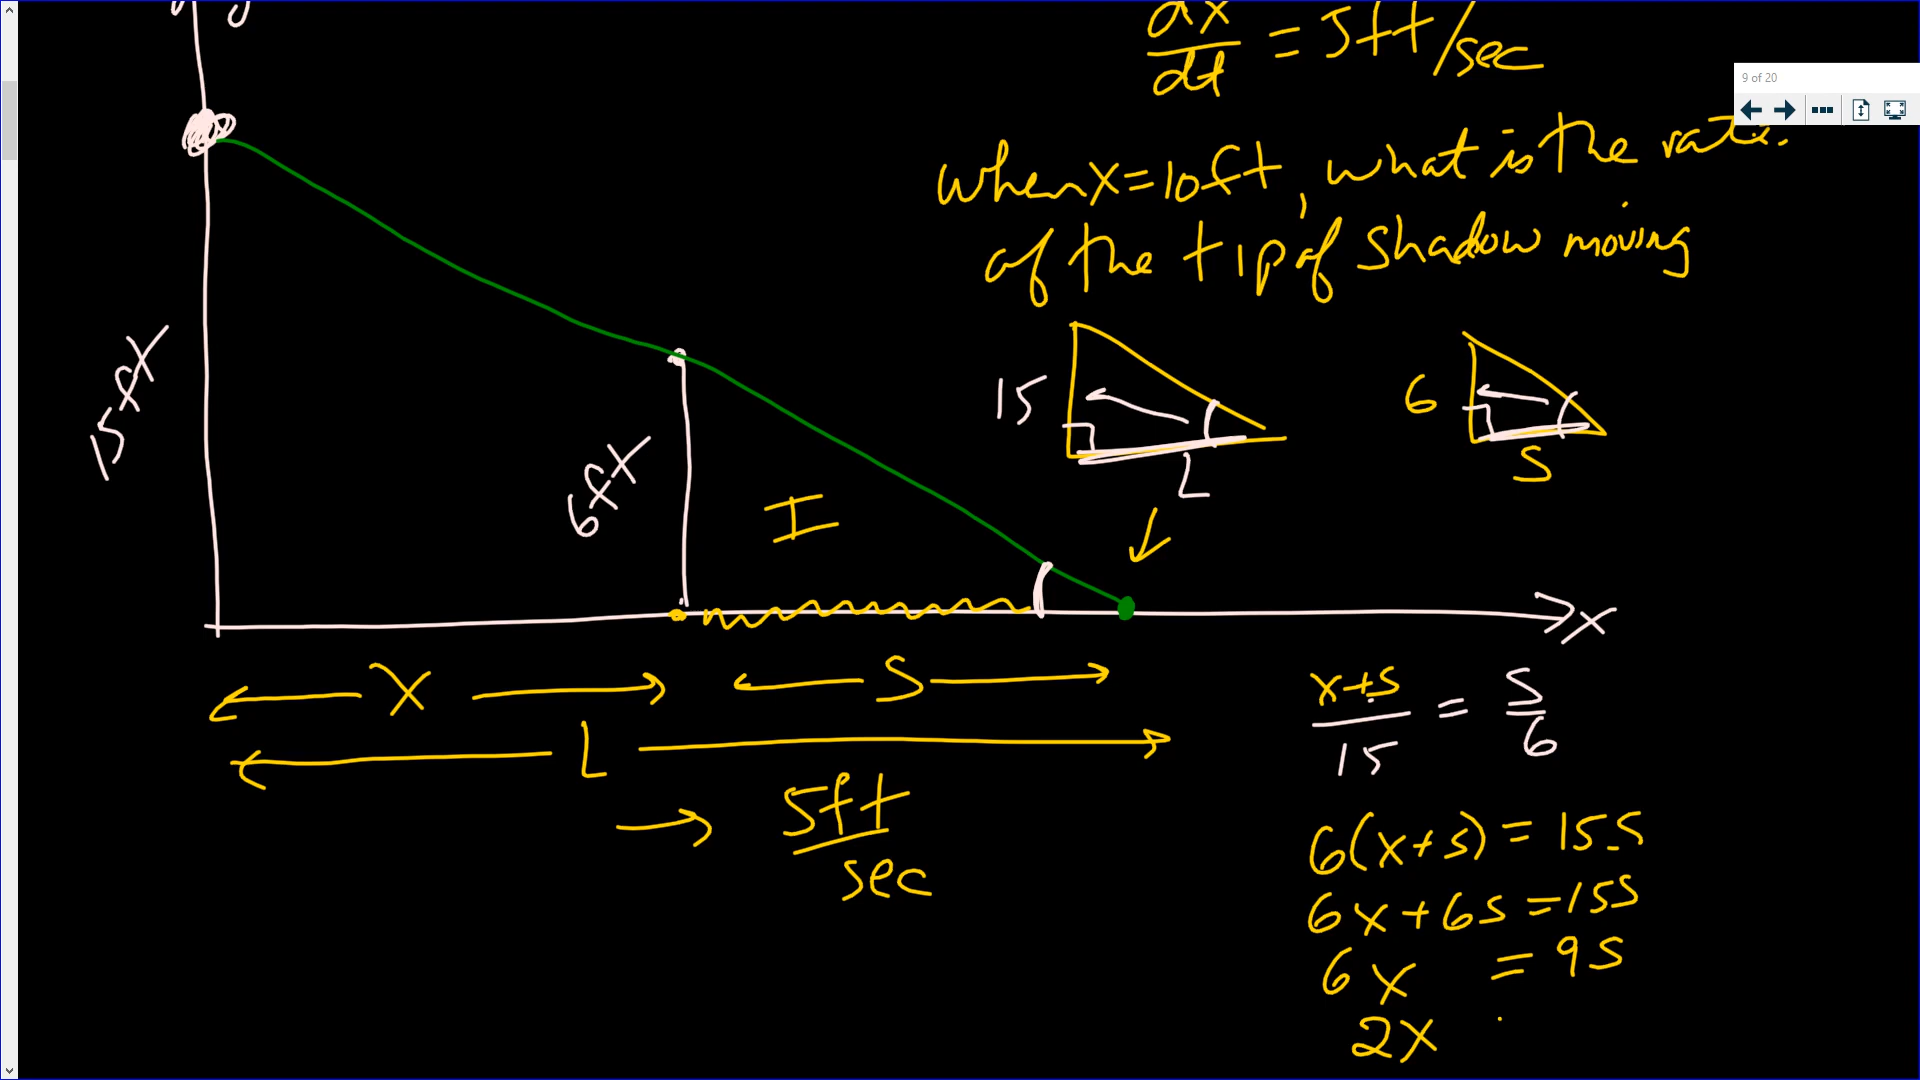 y
dx
dt
= 5ft/sec
9 of 20
when x=10ft, what is the rate
of the tip of shadow moving
15ft
6ft
15
L
6
S
I
X
X
S
L
5ft
sec
x+s
15
=
S
6
6(x+s) = 15S
6x+6s = 15S
6x = 9S
2x